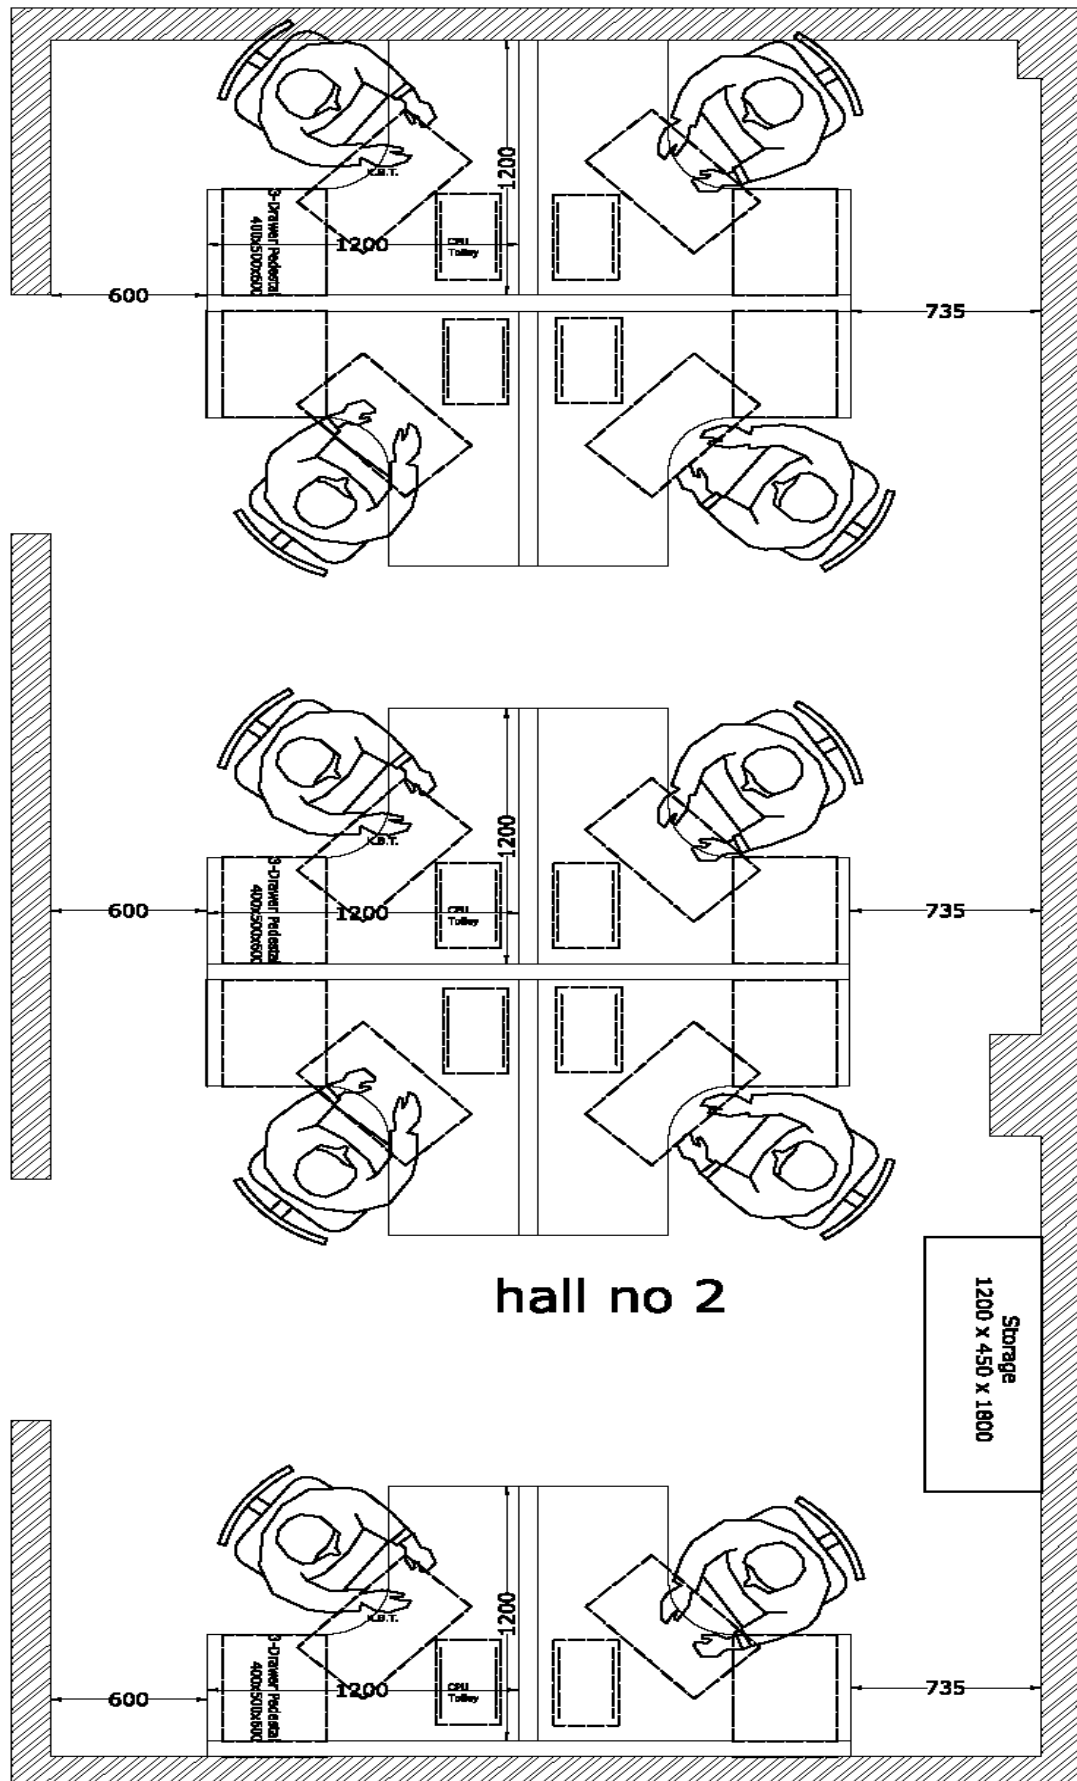 K.B.T.
1200
3-Drawer Pedestal
400x500x600
1200
CPU
Trolley
600
735
K.B.T.
1200
3-Drawer Pedestal
400x500x600
600
1200
CPU
Trolley
735
hall no 2
Storage
1200 x 450 x 1800
K.B.T.
1200
3-Drawer Pedestal
400x500x600
600
1200
CPU
Trolley
735